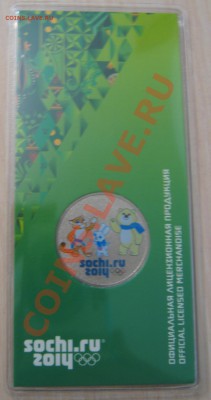 COINSLAVE.RU
sochi.ru
2014
sochi.ru
2014
ОФИЦИАЛЬНАЯ ЛИЦЕНЗИОННАЯ ПРОДУКЦИЯ
OFFICIAL LICENSED MERCHANDISE